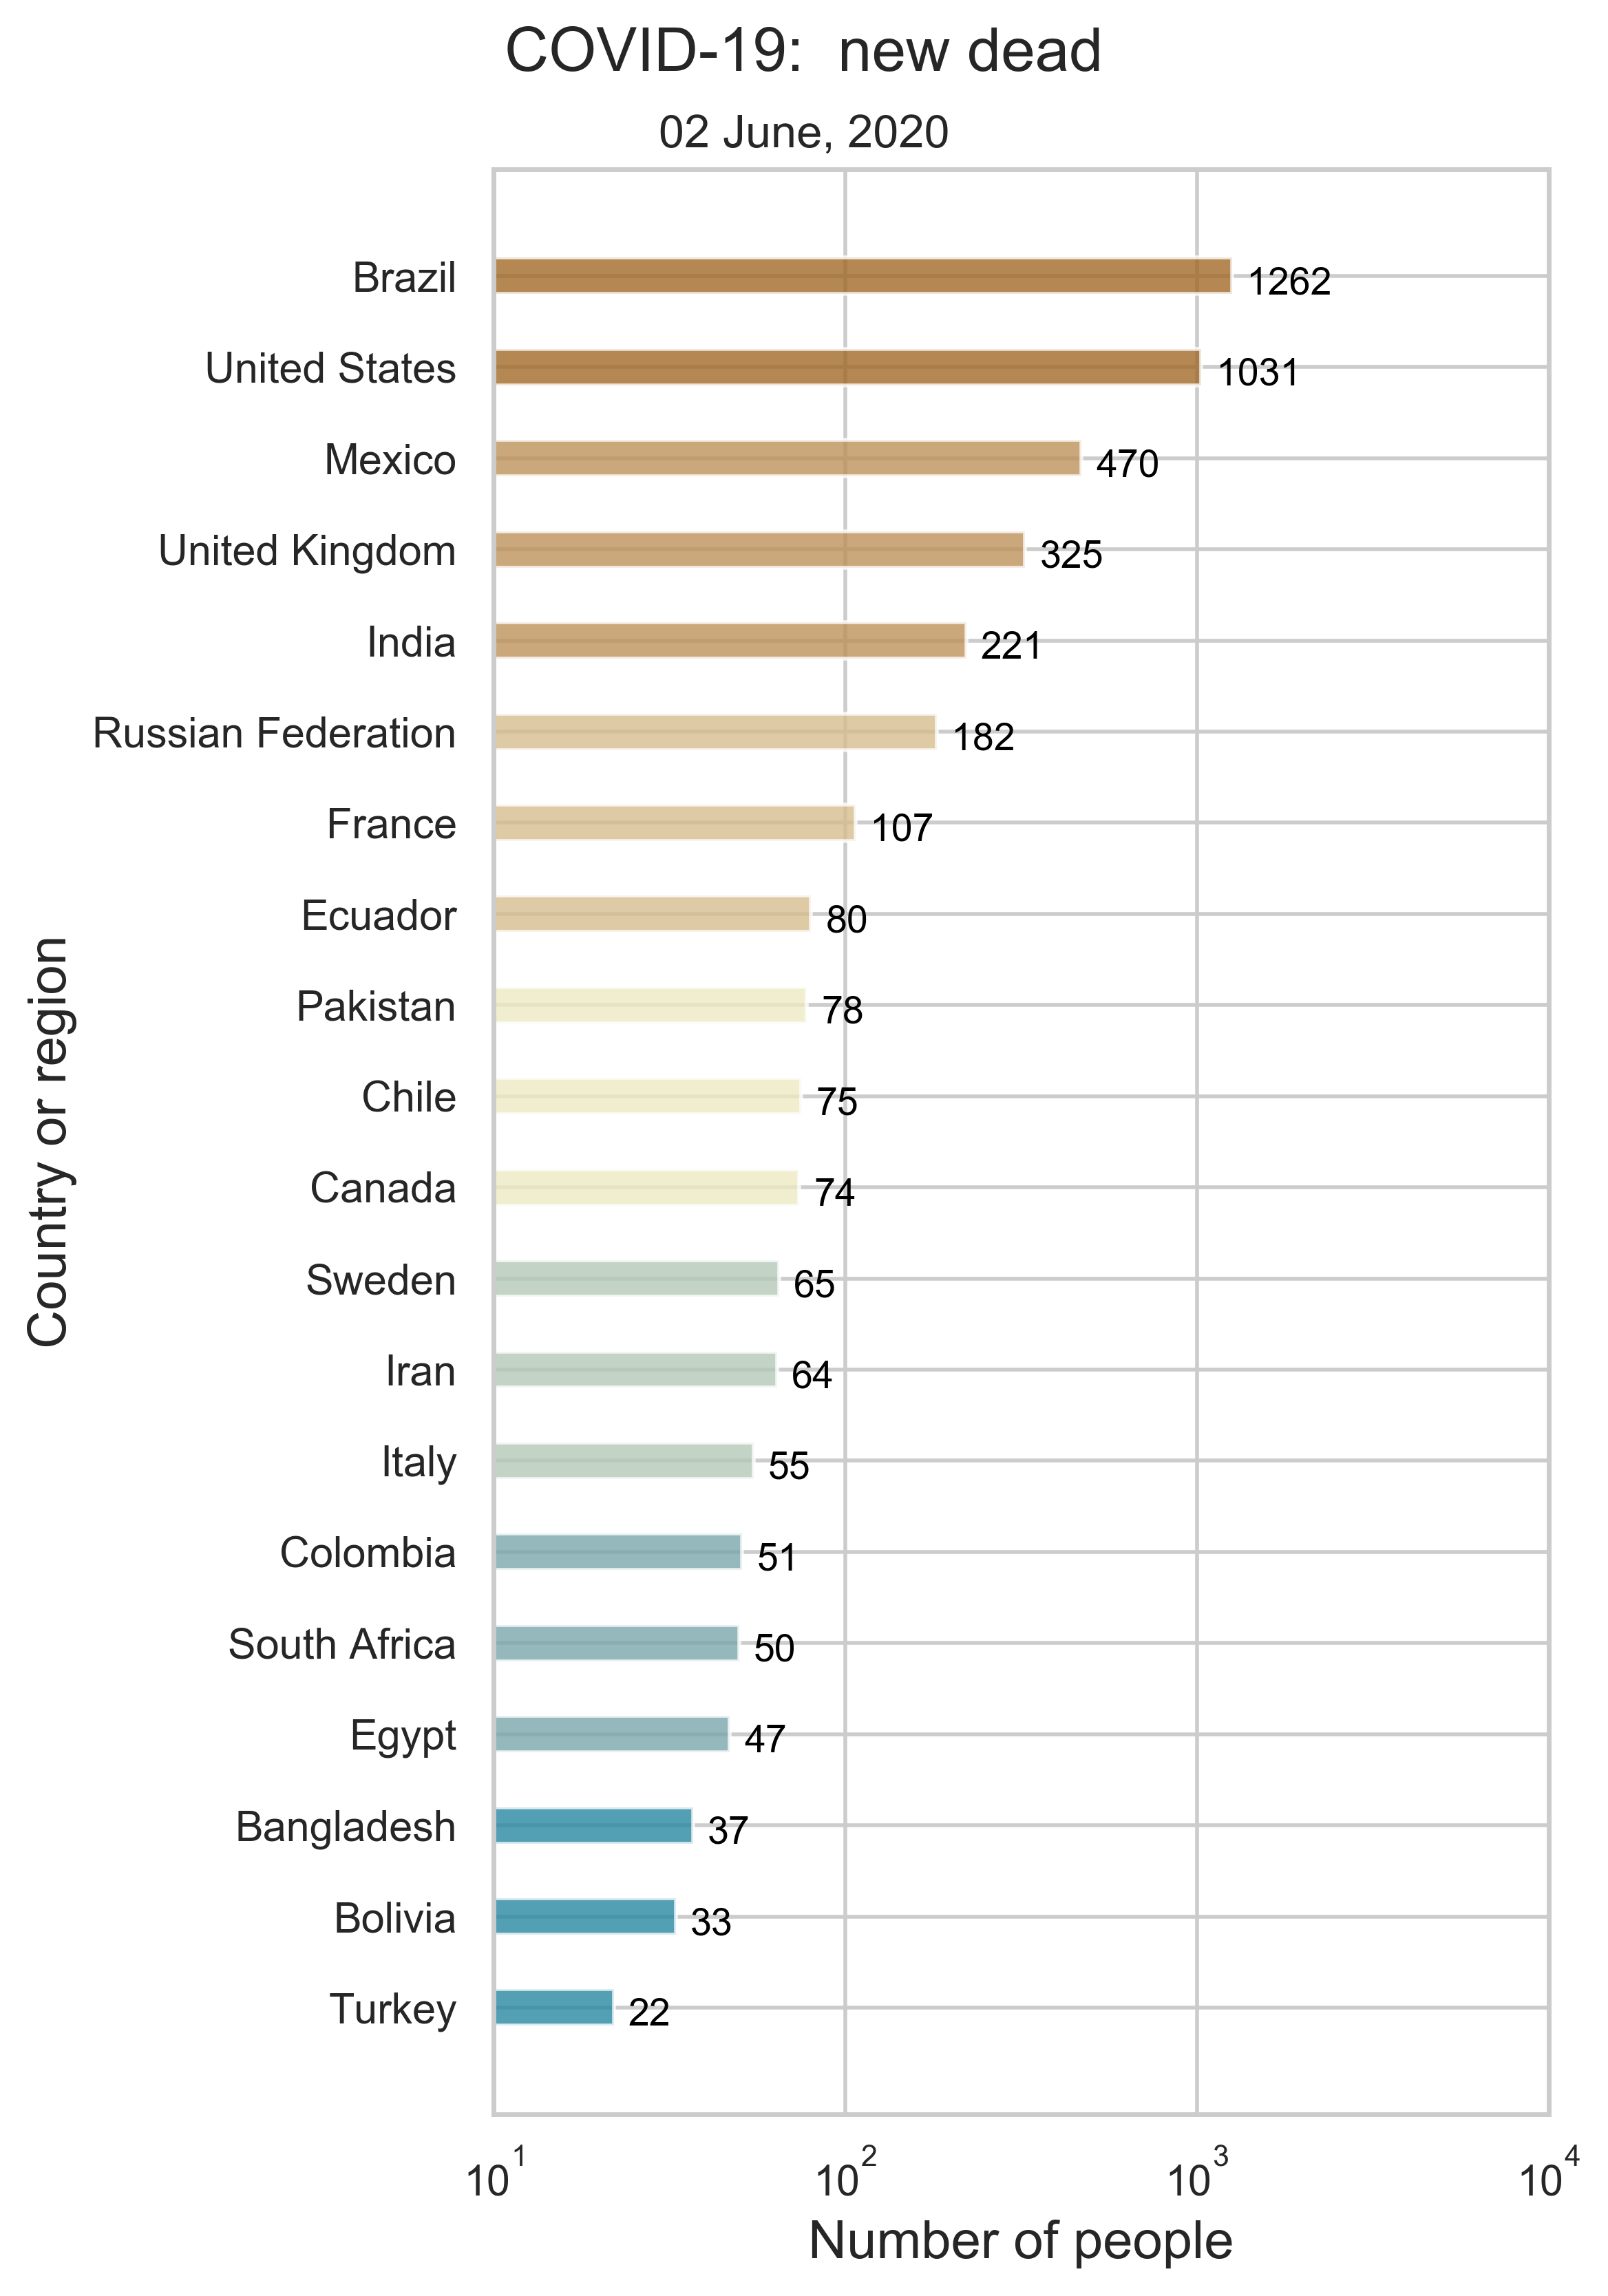 COVID-19:  new dead
02 June, 2020
Brazil 1262
United States 1031
Mexico 470
United Kingdom 325
India 221
Russian Federation 182
France 107
Ecuador 80
Pakistan 78
Chile 75
Canada 74
Sweden 65
Iran 64
Italy 55
Colombia 51
South Africa 50
Egypt 47
Bangladesh 37
Bolivia 33
Turkey 22
Country or region
10¹ 10² 10³ 10⁴
Number of people